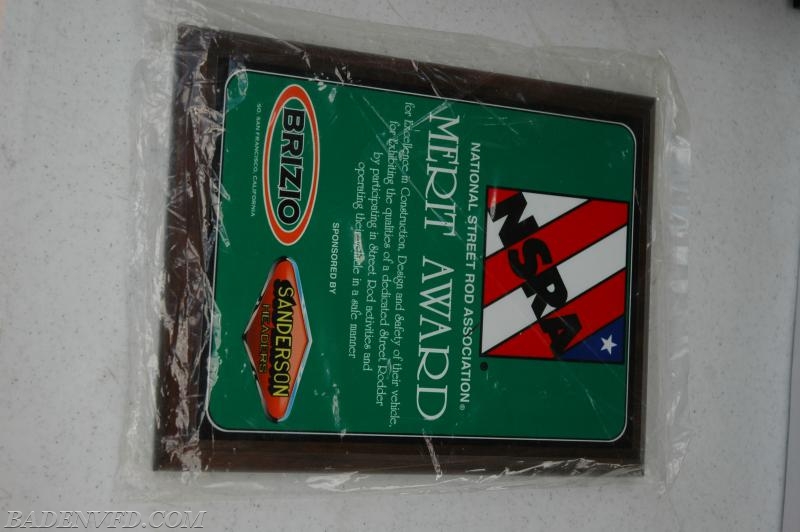 NSRA
NATIONAL STREET ROD ASSOCIATION®
MERIT AWARD
for Excellence in Construction, Design and Safety of their vehicle,
for Exhibiting the qualities of a dedicated Street Rodder
by participating in Street Rod activities and
operating their vehicle in a safe manner
SPONSORED BY
BRIZIO
SO. SAN FRANCISCO, CALIFORNIA
SANDERSON
HEADERS
BADENVFD.COM